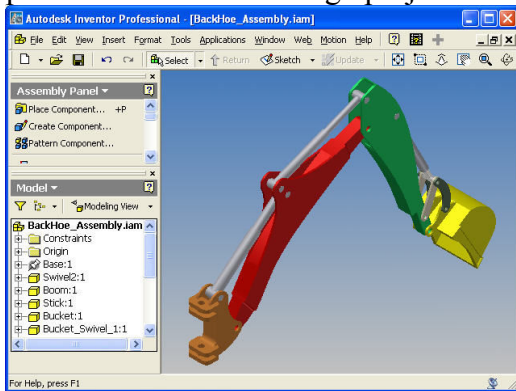 Autodesk Inventor Professional - [BackHoe_Assembly.iam]
File Edit View Insert Format Tools Applications Window Web Motion Help
Select Return Sketch Update
Assembly Panel
Place Component... +P
Create Component...
Pattern Component...
Model
Modeling View
BackHoe_Assembly.iam
Constraints
Origin
Base:1
Swivel2:1
Boom:1
Stick:1
Bucket:1
Bucket_Swivel_1:1
For Help, press F1